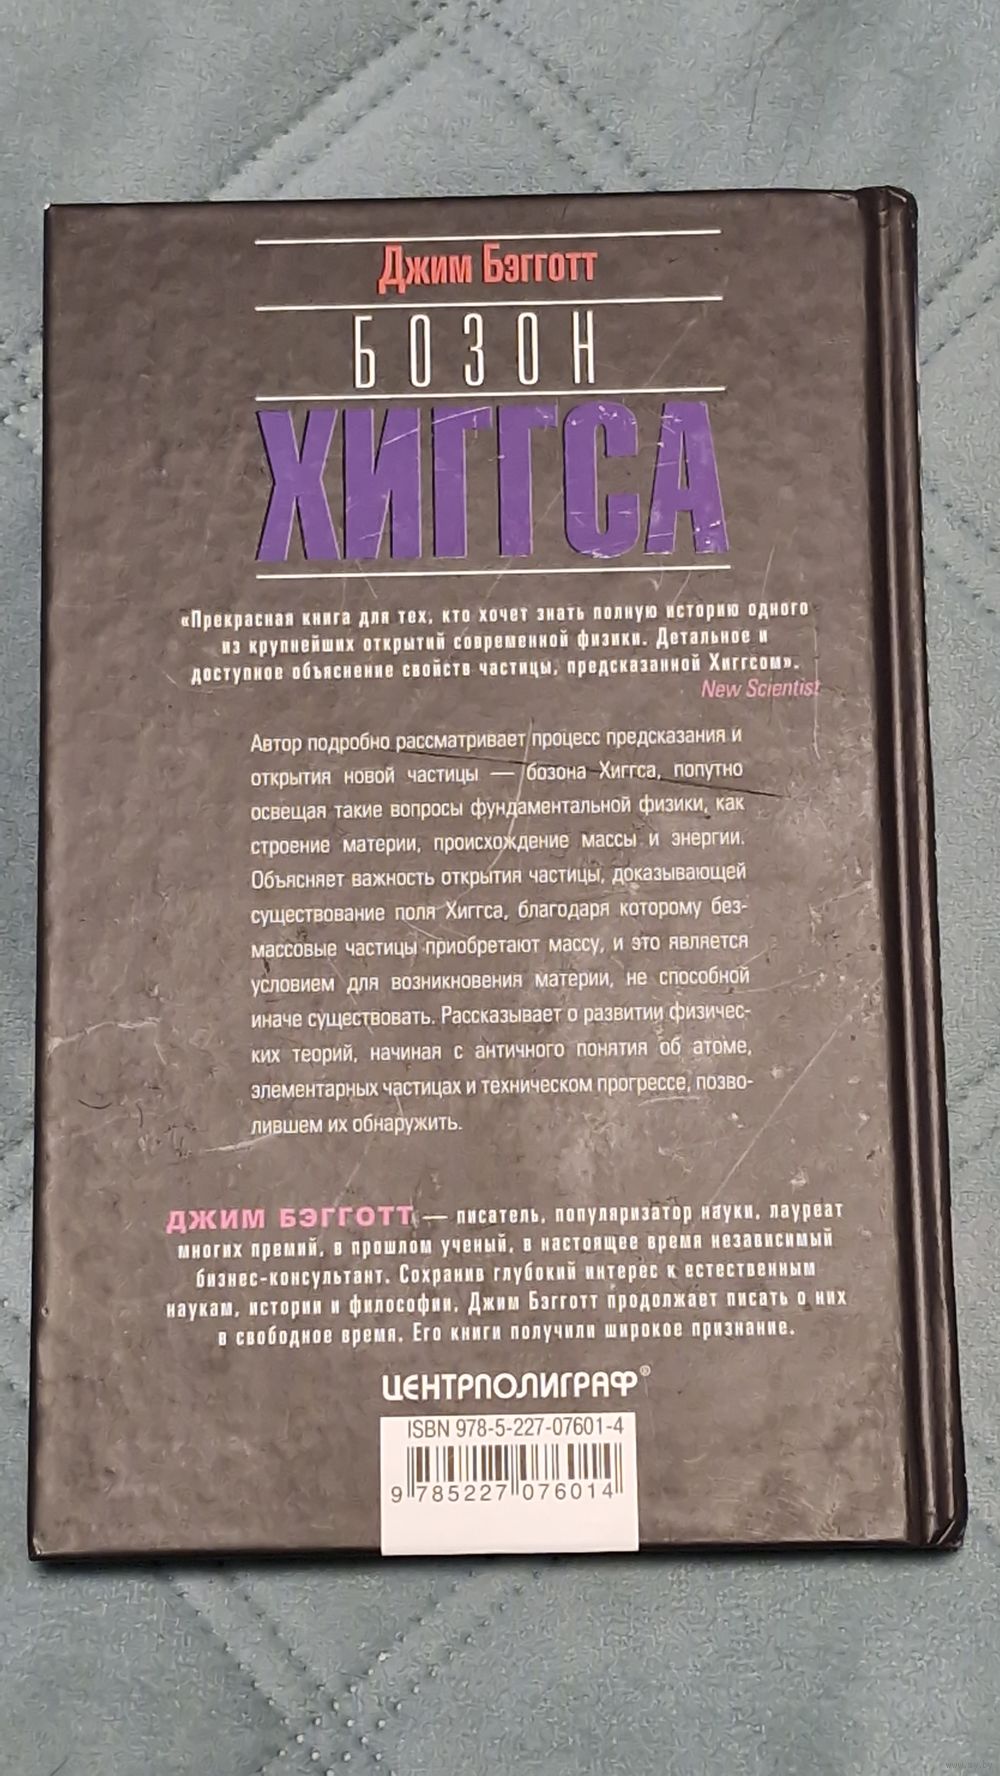 Джим Бэгготт
БОЗОН
ХИГГСА
«Прекрасная книга для тех, кто хочет знать полную историю одного
из крупнейших открытий современной физики. Детальное и
доступное объяснение свойств частицы, предсказанной Хиггсом».
New Scientist
Автор подробно рассматривает процесс предсказания и
открытия новой частицы — бозона Хиггса, попутно
освещая такие вопросы фундаментальной физики, как
строение материи, происхождение массы и энергии.
Объясняет важность открытия частицы, доказывающей
существование поля Хиггса, благодаря которому без-
массовые частицы приобретают массу, и это является
условием для возникновения материи, не способной
иначе существовать. Рассказывает о развитии физичес-
ких теорий, начиная с античного понятия об атоме,
элементарных частицах и техническом прогрессе, позво-
лившем их обнаружить.
ДЖИМ БЭГГОТТ — писатель, популяризатор науки, лауреат
многих премий, в прошлом ученый, в настоящее время независимый
бизнес-консультант. Сохранив глубокий интерес к естественным
наукам, истории и философии, Джим Бэгготт продолжает писать о них
в свободное время. Его книги получили широкое признание.
ЦЕНТРПОЛИГРАФ®
ISBN 978-5-227-07601-4
9 785227 076014